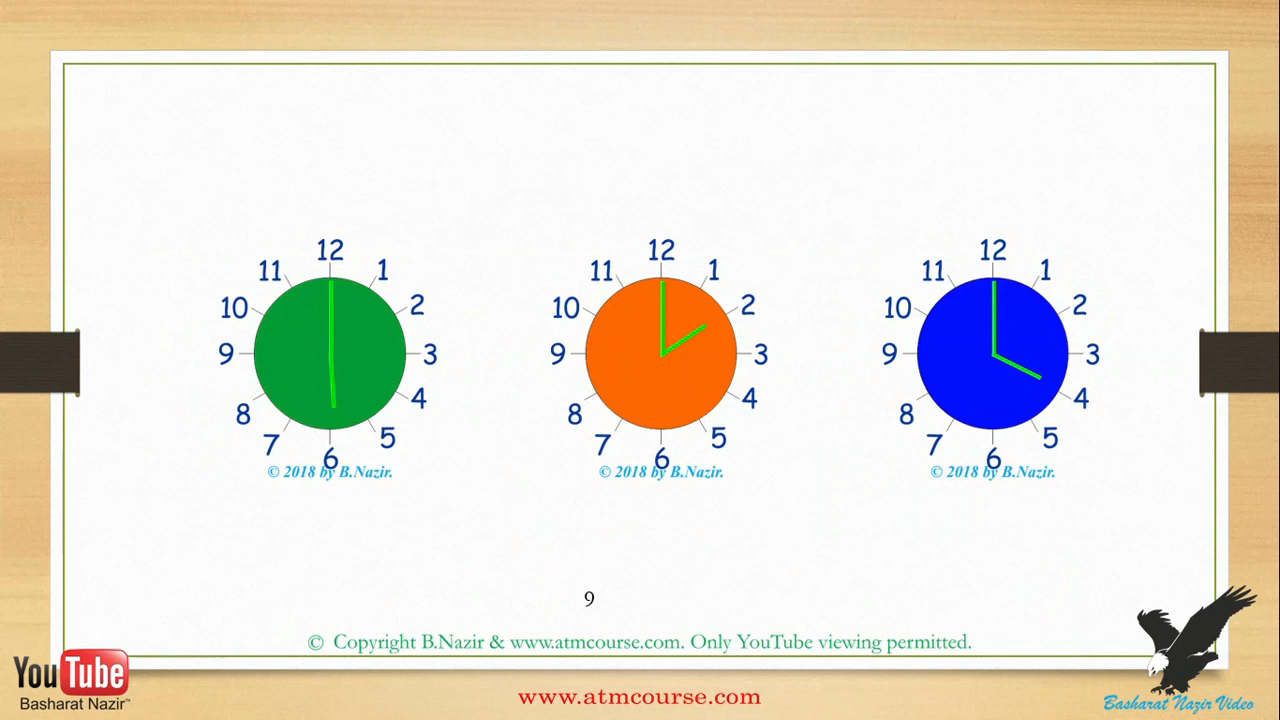 12 12 12
11 1 11 1 11 1
10 2 10 2 10 2
9 3 9 3 9 3
8 4 8 4 8 4
7 5 7 5 7 5
6 6 6
© 2018 by B.Nazir. © 2018 by B.Nazir. © 2018 by B.Nazir.
9
© Copyright B.Nazir & www.atmcourse.com. Only YouTube viewing permitted.
YouTube
Basharat Nazir™
www.atmcourse.com
Basharat Nazir Video